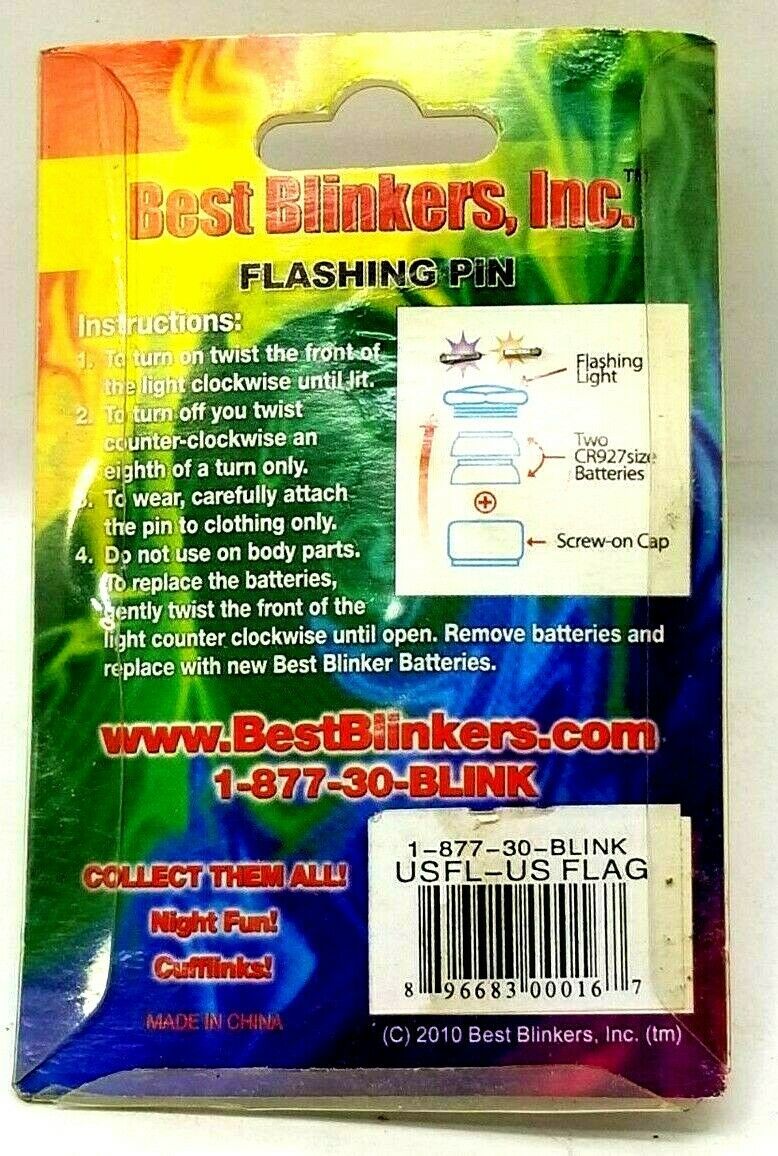 Best Blinkers, Inc.™
FLASHING PIN
Instructions:
1. To turn on twist the front of
the light clockwise until lit.
2. To turn off you twist
counter-clockwise an
eighth of a turn only.
3. To wear, carefully attach
the pin to clothing only.
4. Do not use on body parts.
To replace the batteries,
gently twist the front of the
light counter clockwise until open. Remove batteries and
replace with new Best Blinker Batteries.
Flashing
Light
Two
CR927size
Batteries
Screw-on Cap
www.BestBlinkers.com
1-877-30-BLINK
COLLECT THEM ALL!
Night Fun!
Cufflinks!
MADE IN CHINA
1-877-30-BLINK
USFL-US FLAG
8 96683 00016 7
(C) 2010 Best Blinkers, Inc. (tm)